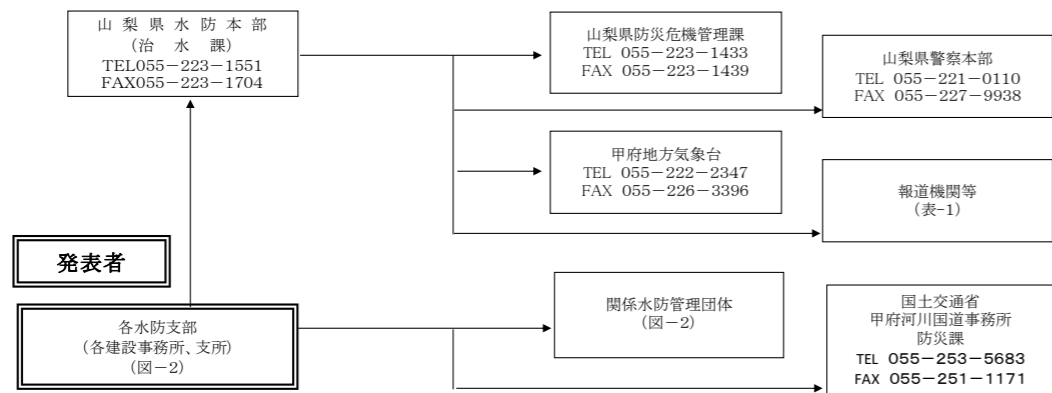 山 梨 県 水 防 本 部
(治 水 課)
TEL055-223-1551
FAX055-223-1704
山梨県防災危機管理課
TEL 055-223-1433
FAX 055-223-1439
山梨県警察本部
TEL 055-221-0110
FAX 055-227-9938
甲府地方気象台
TEL 055-222-2347
FAX 055-226-3396
報道機関等
(表-1)
発表者
各水防支部
(各建設事務所、支所)
(図-2)
関係水防管理団体
(図-2)
国土交通省
甲府河川国道事務所
防災課
TEL 055-253-5683
FAX 055-251-1171